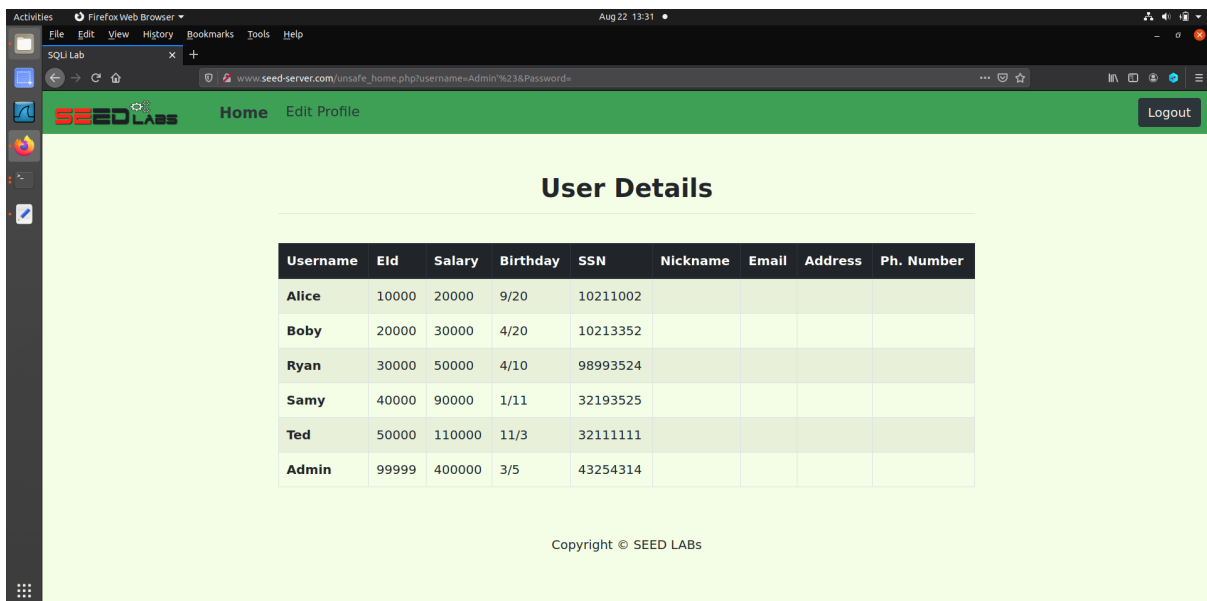 Activities Firefox Web Browser Aug 22 13:31
File Edit View History Bookmarks Tools Help
SQLi Lab
www.seed-server.com/unsafe_home.php?username=Admin'%23&Password=
SEEDLABS Home Edit Profile Logout
User Details
Username EId Salary Birthday SSN Nickname Email Address Ph. Number
Alice 10000 20000 9/20 10211002
Boby 20000 30000 4/20 10213352
Ryan 30000 50000 4/10 98993524
Samy 40000 90000 1/11 32193525
Ted 50000 110000 11/3 32111111
Admin 99999 400000 3/5 43254314
Copyright © SEED LABs